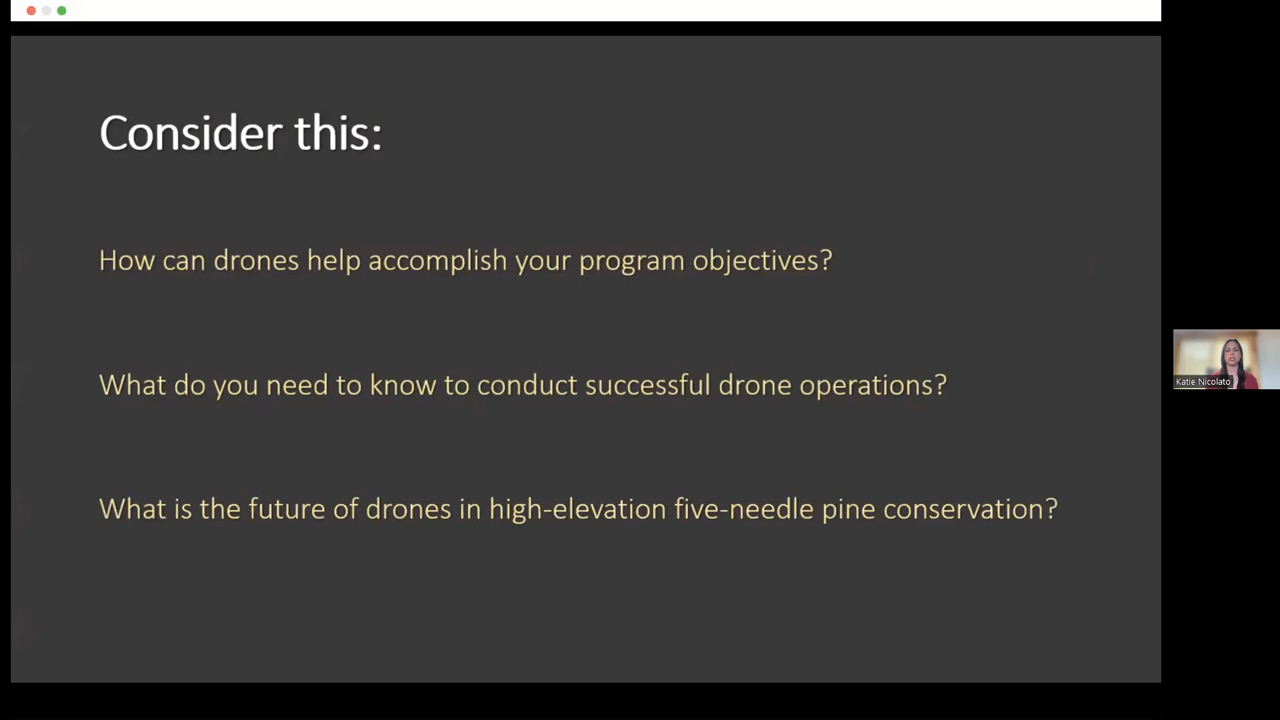 Consider this:
How can drones help accomplish your program objectives?
What do you need to know to conduct successful drone operations?
What is the future of drones in high-elevation five-needle pine conservation?
Katie Nicolato